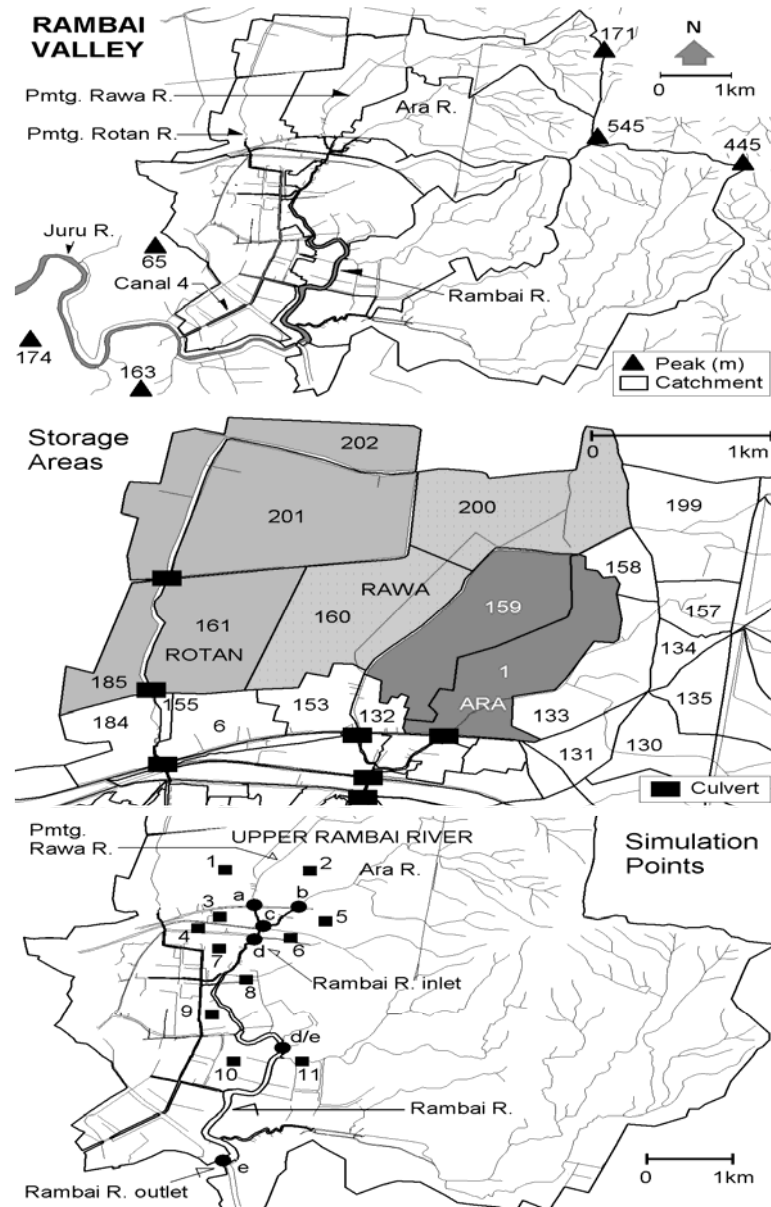 RAMBAI
VALLEY
171
N
0 1km
Pmtg. Rawa R.
Ara R.
Pmtg. Rotan R.
545
445
Juru R.
65
Canal 4
Rambai R.
174
163
Peak (m)
Catchment
Storage
Areas
202
0 1km
201
200
199
158
RAWA
159
157
161
160
134
ROTAN
1
185
ARA
135
155
153
132
133
184
6
131
130
Culvert
Pmtg.
Rawa R.
UPPER RAMBAI RIVER
Simulation
Points
Ara R.
1
2
a
b
3
c
5
4
d
6
7
Rambai R. inlet
8
9
d/e
10
11
Rambai R.
0 1km
e
Rambai R. outlet